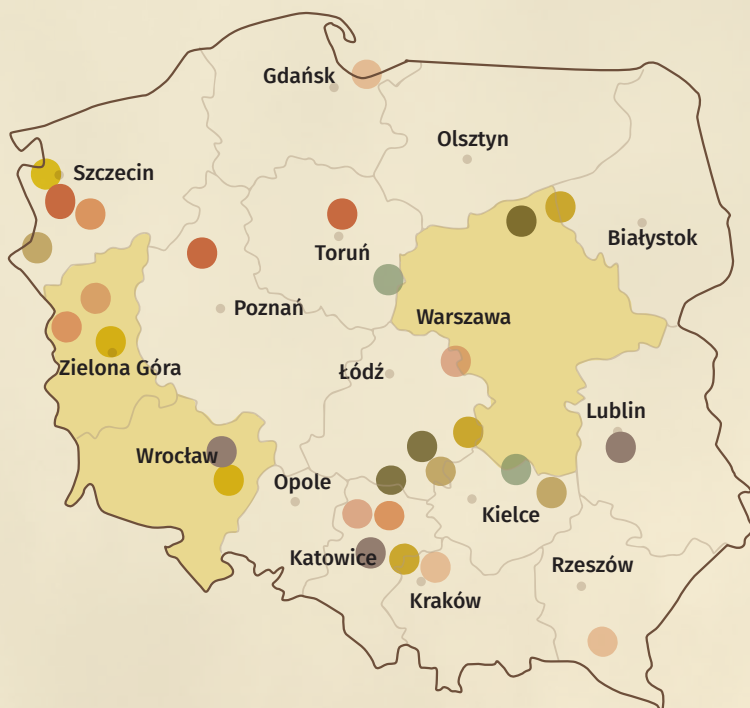 Gdańsk
Olsztyn
Szczecin
Białystok
Toruń
Poznań
Warszawa
Zielona Góra
Łódź
Lublin
Wrocław
Opole
Kielce
Katowice
Rzeszów
Kraków